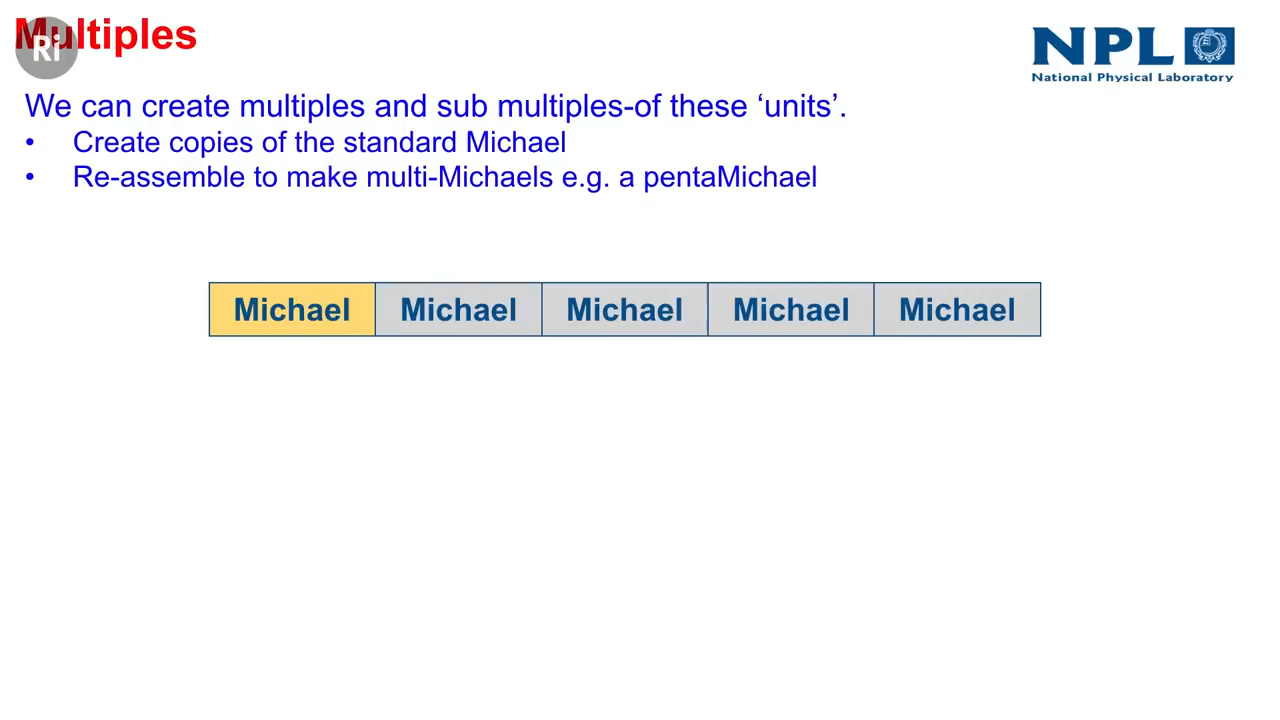 Multiples
Ri
NPL
National Physical Laboratory
We can create multiples and sub multiples-of these ‘units’.
• Create copies of the standard Michael
• Re-assemble to make multi-Michaels e.g. a pentaMichael
Michael Michael Michael Michael Michael